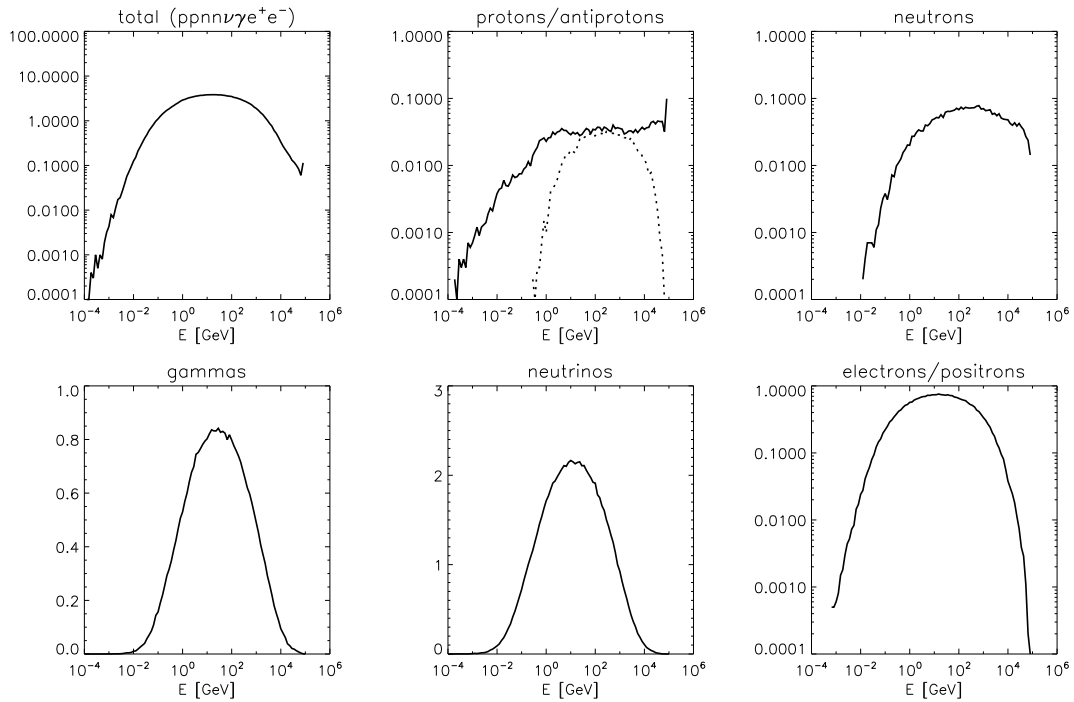 total (ppnnνγe⁺e⁻)
100.0000
10.0000
1.0000
0.1000
0.0100
0.0010
0.0001
10⁻⁴ 10⁻² 10⁰ 10² 10⁴ 10⁶
E [GeV]
protons/antiprotons
1.0000
0.1000
0.0100
0.0010
0.0001
10⁻⁴ 10⁻² 10⁰ 10² 10⁴ 10⁶
E [GeV]
neutrons
1.0000
0.1000
0.0100
0.0010
0.0001
10⁻⁴ 10⁻² 10⁰ 10² 10⁴ 10⁶
E [GeV]
gammas
1.0
0.8
0.6
0.4
0.2
0.0
10⁻⁴ 10⁻² 10⁰ 10² 10⁴ 10⁶
E [GeV]
neutrinos
3
2
1
0
10⁻⁴ 10⁻² 10⁰ 10² 10⁴ 10⁶
E [GeV]
electrons/positrons
1.0000
0.1000
0.0100
0.0010
0.0001
10⁻⁴ 10⁻² 10⁰ 10² 10⁴ 10⁶
E [GeV]